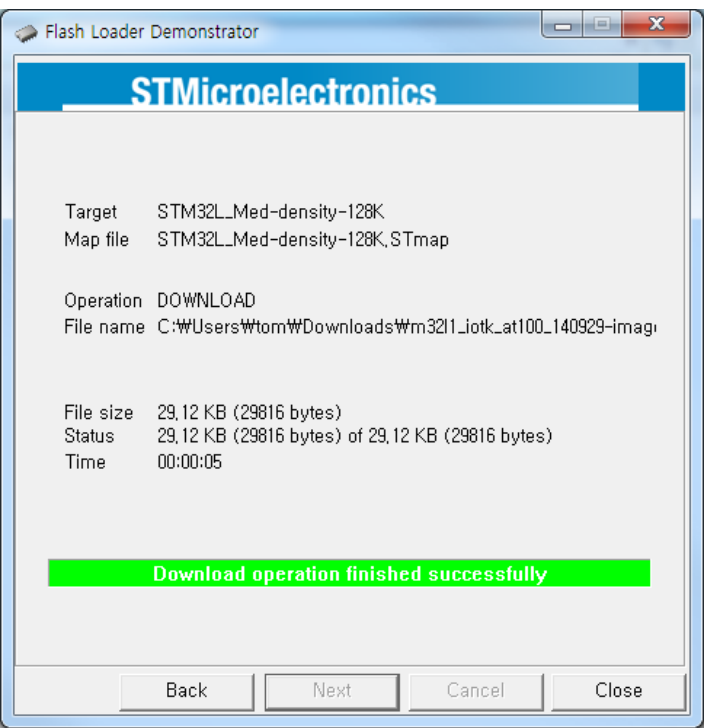 Flash Loader Demonstrator
STMicroelectronics
Target STM32L_Med-density-128K
Map file STM32L_Med-density-128K.STmap
Operation DOWNLOAD
File name C:₩Users₩tom₩Downloads₩m32l1_iotk_at100_140929-image
File size 29.12 KB (29816 bytes)
Status 29.12 KB (29816 bytes) of 29.12 KB (29816 bytes)
Time 00:00:05
Download operation finished successfully
Back Next Cancel Close